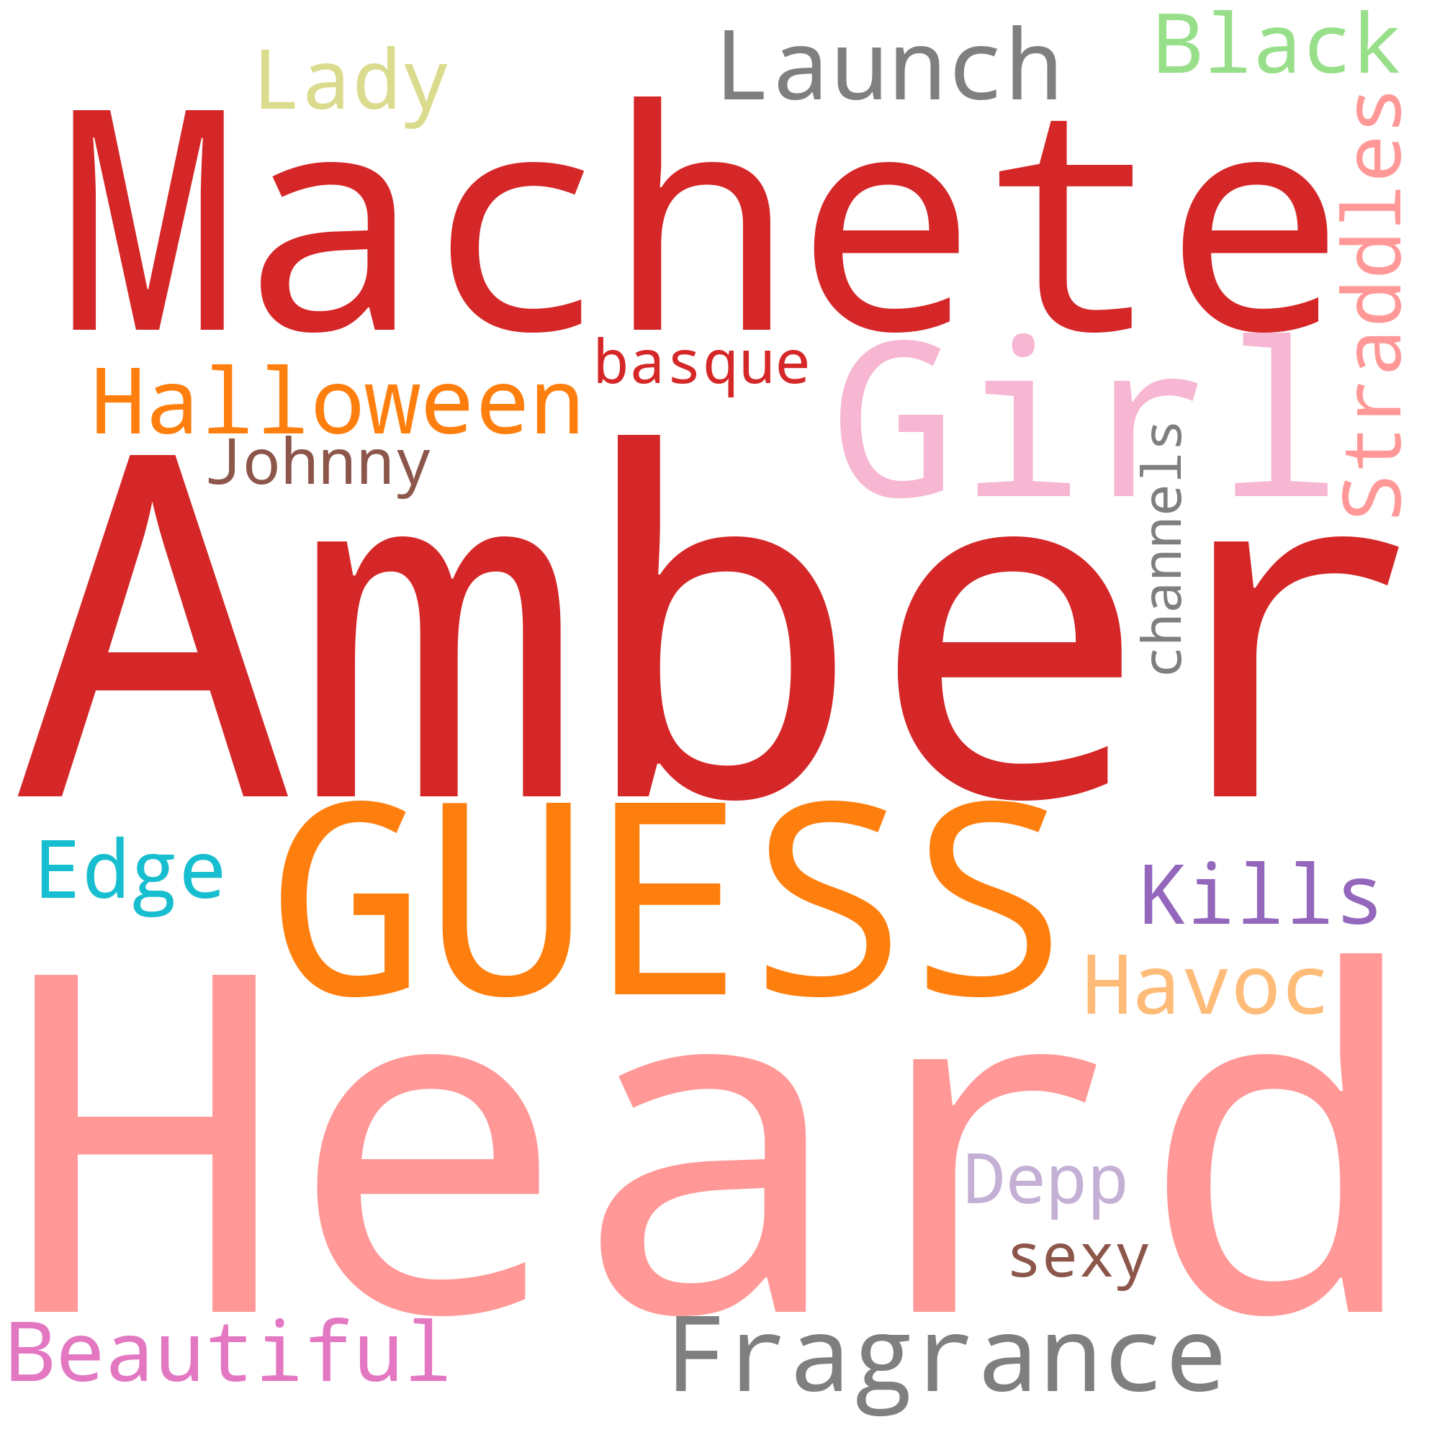 Black
Launch
Lady
Machete
Straddles
basque
Girl
Halloween
Johnny
channels
Amber
GUESS
Edge
Kills
Havoc
Heard
Depp
sexy
Beautiful
Fragrance